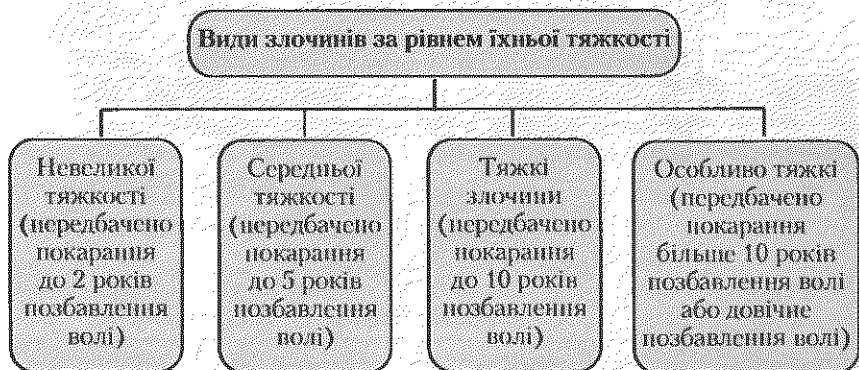 Види злочинів за рівнем їхньої тяжкості
Невеликої
тяжкості
(передбачено
покарання
до 2 років
позбавлення
волі)
Середньої
тяжкості
(передбачено
покарання
до 5 років
позбавлення
волі)
Тяжкі
злочини
(передбачено
покарання
до 10 років
позбавлення
волі)
Особливо тяжкі
(передбачено
покарання
більше 10 років
позбавлення волі
або довічне
позбавлення волі)